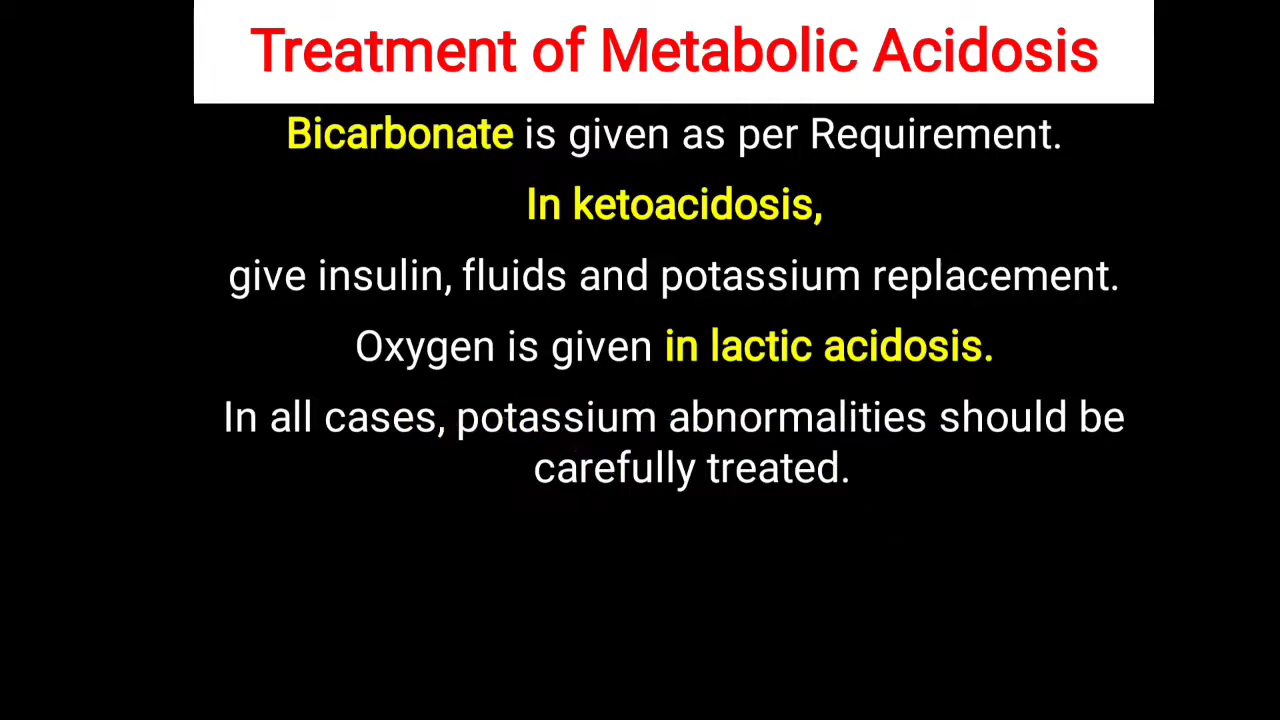 Treatment of Metabolic Acidosis
Bicarbonate is given as per Requirement.
In ketoacidosis,
give insulin, fluids and potassium replacement.
Oxygen is given in lactic acidosis.
In all cases, potassium abnormalities should be
carefully treated.